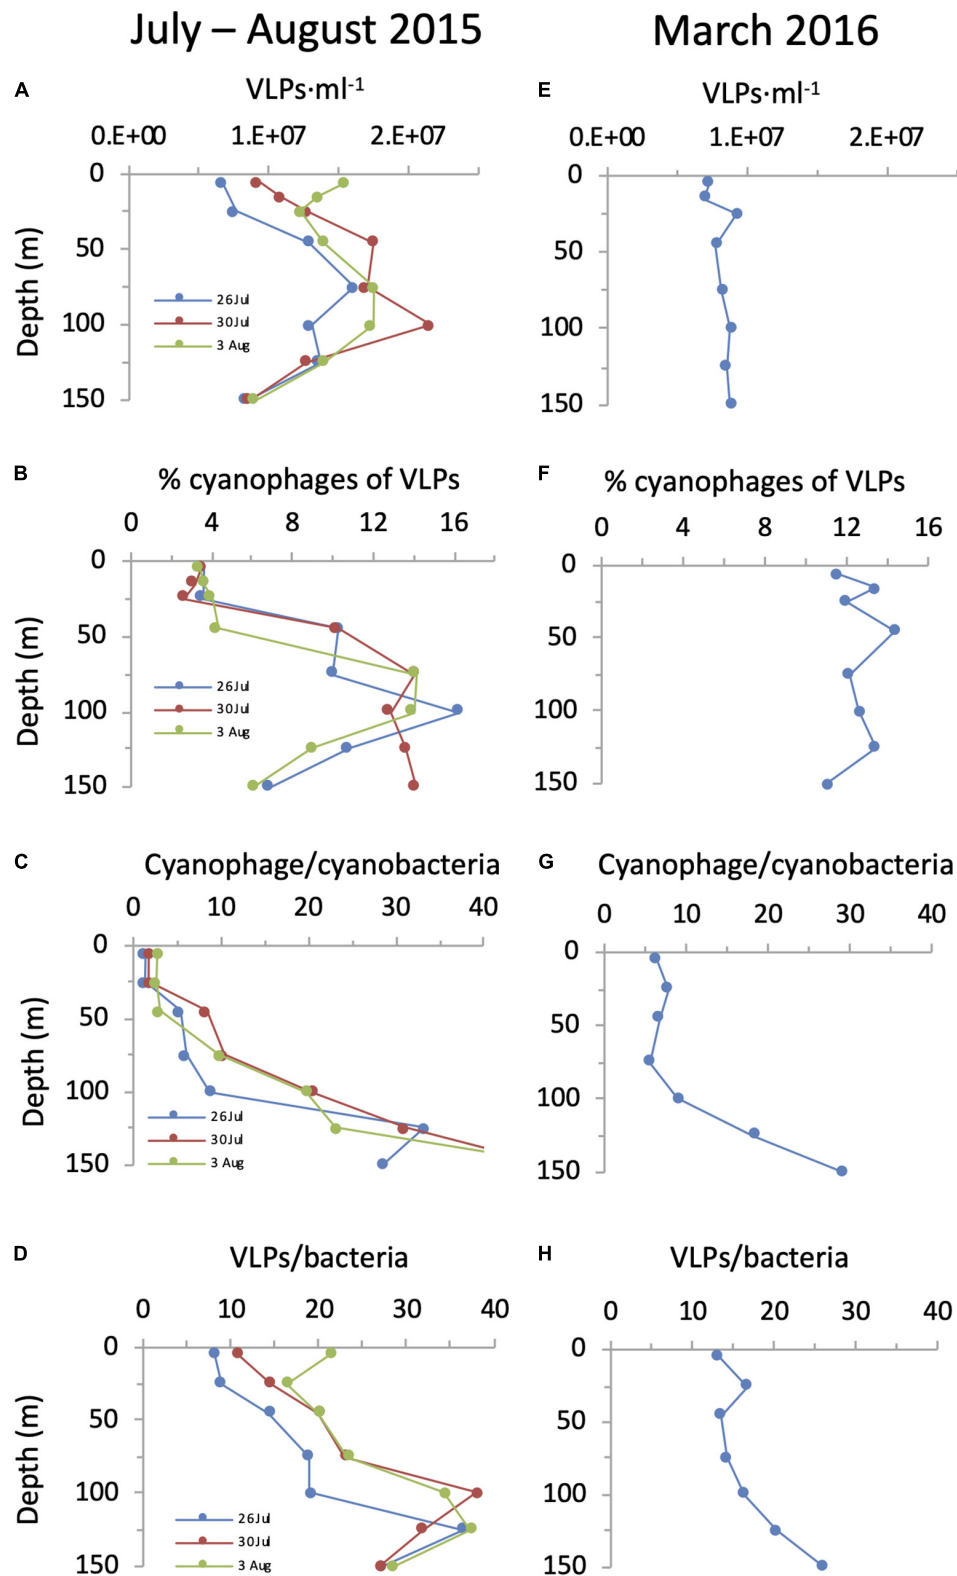 July – August 2015
March 2016
A
VLPs·ml-1
0.E+00 1.E+07 2.E+07
0
50
100
150
Depth (m)
26Jul
30Jul
3 Aug
E
VLPs·ml-1
0.E+00 1.E+07 2.E+07
0
50
100
150
B
% cyanophages of VLPs
0 4 8 12 16
0
50
100
150
Depth (m)
26Jul
30Jul
3 Aug
F
% cyanophages of VLPs
0 4 8 12 16
0
50
100
150
C
Cyanophage/cyanobacteria
0 10 20 30 40
0
50
100
150
Depth (m)
26Jul
30Jul
3 Aug
G
Cyanophage/cyanobacteria
0 10 20 30 40
0
50
100
150
D
VLPs/bacteria
0 10 20 30 40
0
50
100
150
Depth (m)
26Jul
30Jul
3 Aug
H
VLPs/bacteria
0 10 20 30 40
0
50
100
150